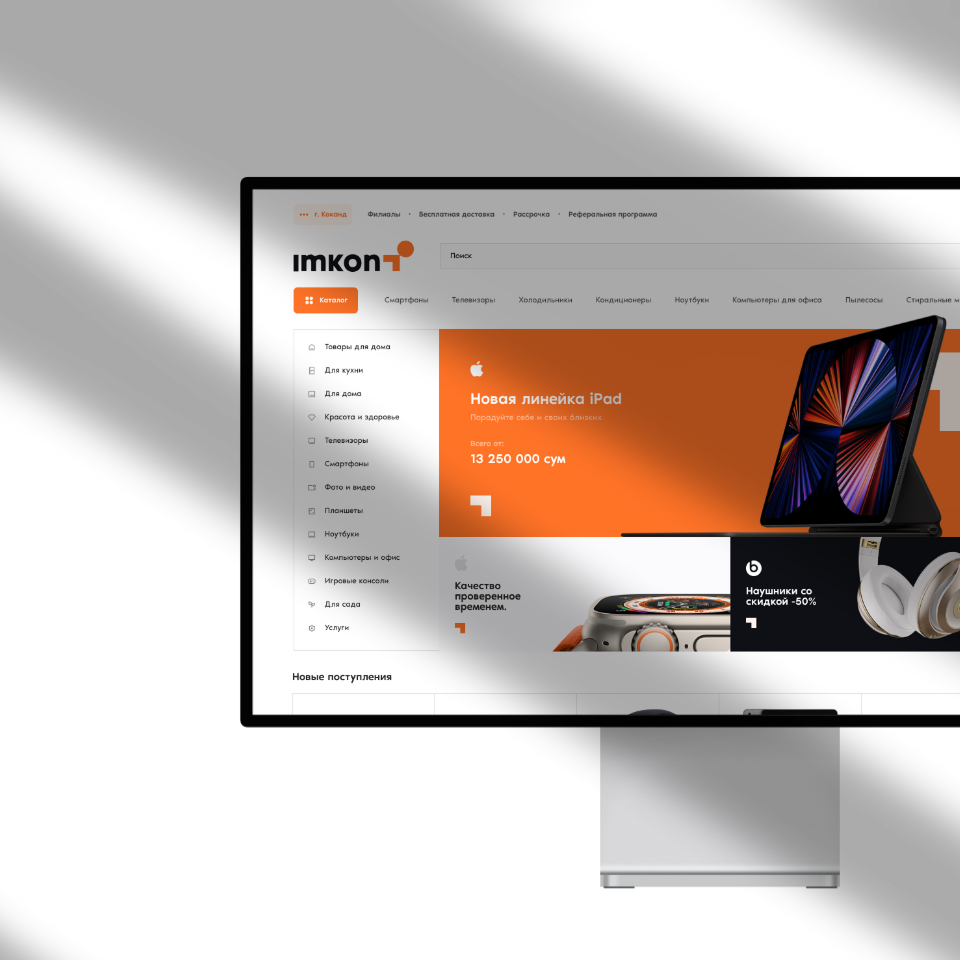 г. Коканд
Филиалы • Бесплатная доставка • Рассрочка • Реферальная программа
ımkon
Поиск
Каталог
Смартфоны Телевизоры Холодильники Кондиционеры Ноутбуки Компьютеры для офиса Пылесосы Стиральные м
Товары для дома
Для кухни
Для дома
Красота и здоровье
Телевизоры
Смартфоны
Фото и видео
Планшеты
Ноутбуки
Компьютеры и офис
Игровые консоли
Для сада
Услуги
Новая линейка iPad
Порадуйте себя и своих близких
Всего от:
13 250 000 сум
Качество
проверенное
временем.
Наушники со
скидкой -50%
Новые поступления